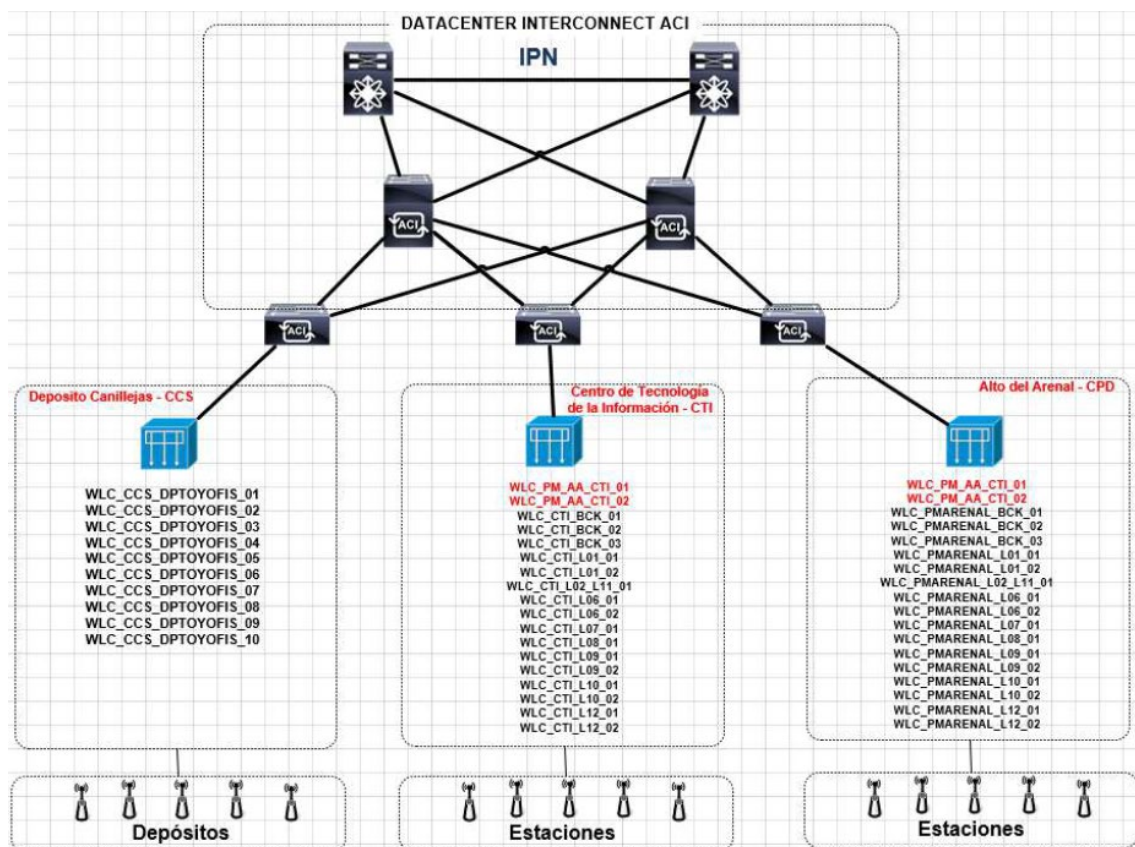 DATACENTER INTERCONNECT ACI
IPN
ACI
ACI
ACI
ACI
ACI
Deposito Canillejas - CCS
WLC_CCS_DPTOYOFIS_01
WLC_CCS_DPTOYOFIS_02
WLC_CCS_DPTOYOFIS_03
WLC_CCS_DPTOYOFIS_04
WLC_CCS_DPTOYOFIS_05
WLC_CCS_DPTOYOFIS_06
WLC_CCS_DPTOYOFIS_07
WLC_CCS_DPTOYOFIS_08
WLC_CCS_DPTOYOFIS_09
WLC_CCS_DPTOYOFIS_10
Depósitos
Centro de Tecnología
de la Información - CTI
WLC_PM_AA_CTI_01
WLC_PM_AA_CTI_02
WLC_CTI_BCK_01
WLC_CTI_BCK_02
WLC_CTI_BCK_03
WLC_CTI_L01_01
WLC_CTI_L01_02
WLC_CTI_L02_L11_01
WLC_CTI_L06_01
WLC_CTI_L06_02
WLC_CTI_L07_01
WLC_CTI_L08_01
WLC_CTI_L09_01
WLC_CTI_L09_02
WLC_CTI_L10_01
WLC_CTI_L10_02
WLC_CTI_L12_01
WLC_CTI_L12_02
Estaciones
Alto del Arenal - CPD
WLC_PM_AA_CTI_01
WLC_PM_AA_CTI_02
WLC_PMARENAL_BCK_01
WLC_PMARENAL_BCK_02
WLC_PMARENAL_BCK_03
WLC_PMARENAL_L01_01
WLC_PMARENAL_L01_02
WLC_PMARENAL_L02_L11_01
WLC_PMARENAL_L06_01
WLC_PMARENAL_L06_02
WLC_PMARENAL_L07_01
WLC_PMARENAL_L08_01
WLC_PMARENAL_L09_01
WLC_PMARENAL_L09_02
WLC_PMARENAL_L10_01
WLC_PMARENAL_L10_02
WLC_PMARENAL_L12_01
WLC_PMARENAL_L12_02
Estaciones